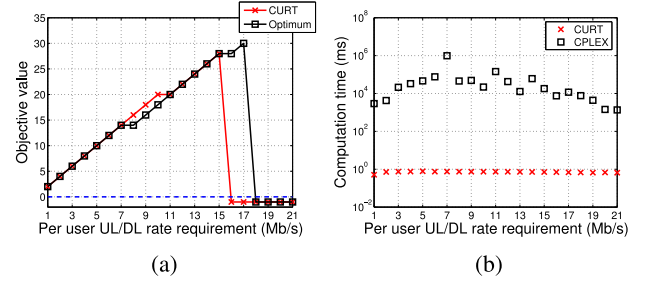 CURT
Optimum
35
30
25
20
15
10
5
0
Objective value
1 3 5 7 9 11 13 15 17 19 21
Per user UL/DL rate requirement (Mb/s)
(a)
CURT
CPLEX
10^8
10^6
10^4
10^2
10^0
10^−2
Computation time (ms)
1 3 5 7 9 11 13 15 17 19 21
Per user UL/DL rate requirement (Mb/s)
(b)